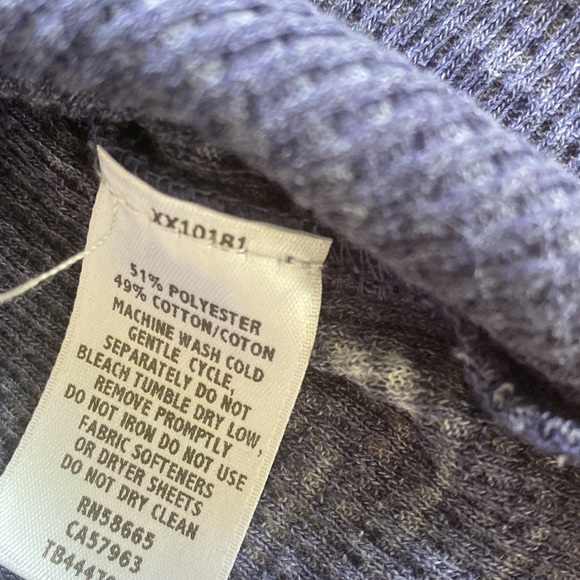 XX10181
51% POLYESTER
49% COTTON/COTON
MACHINE WASH COLD
GENTLE CYCLE,
SEPARATELY DO NOT
BLEACH TUMBLE DRY LOW,
REMOVE PROMPTLY
DO NOT IRON DO NOT USE
FABRIC SOFTENERS
OR DRYER SHEETS
DO NOT DRY CLEAN
RN58665
CA57963